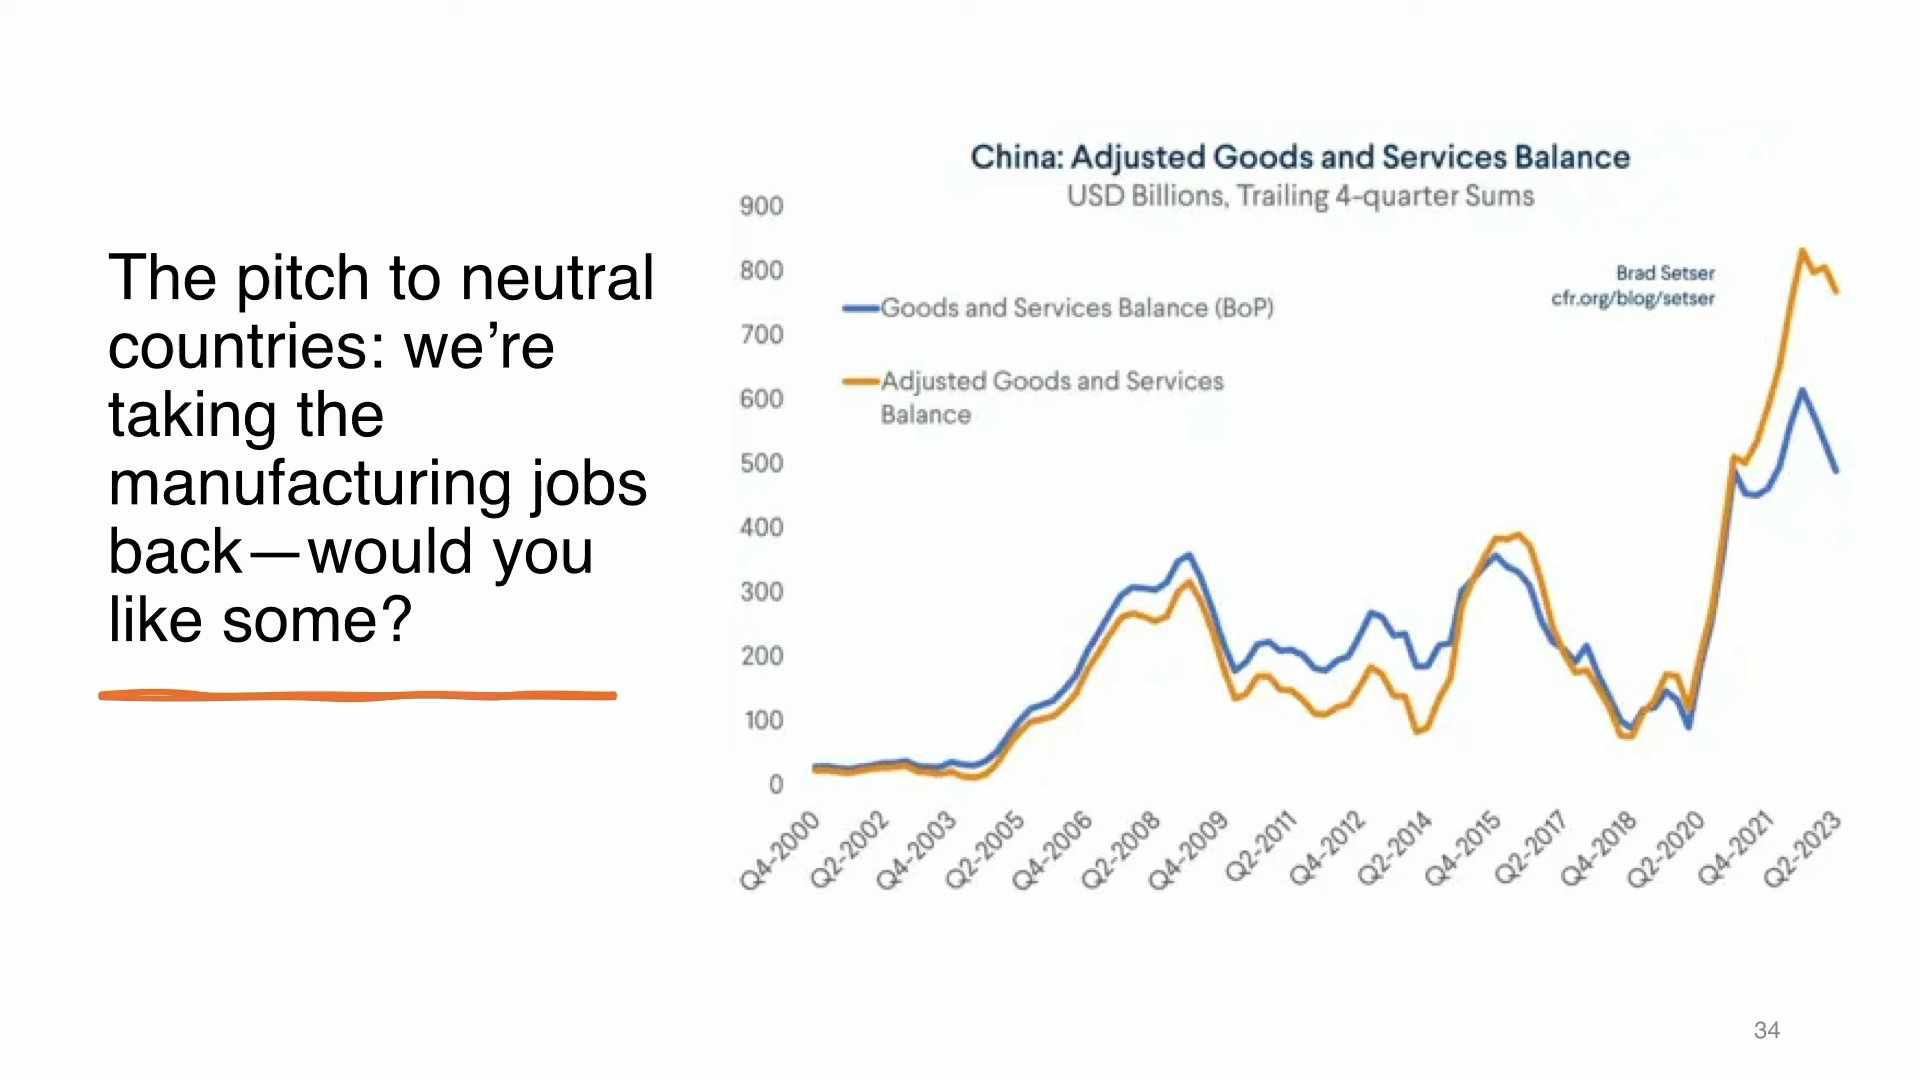 The pitch to neutral
countries: we’re
taking the
manufacturing jobs
back—would you
like some?
China: Adjusted Goods and Services Balance
USD Billions, Trailing 4-quarter Sums
900
800
700
600
500
400
300
200
100
0
Goods and Services Balance (BoP)
Adjusted Goods and Services
Balance
Brad Setser
cfr.org/blog/setser
Q4-2000
Q2-2002
Q4-2003
Q2-2005
Q4-2006
Q2-2008
Q4-2009
Q2-2011
Q4-2012
Q2-2014
Q4-2015
Q2-2017
Q4-2018
Q2-2020
Q4-2021
Q2-2023
34